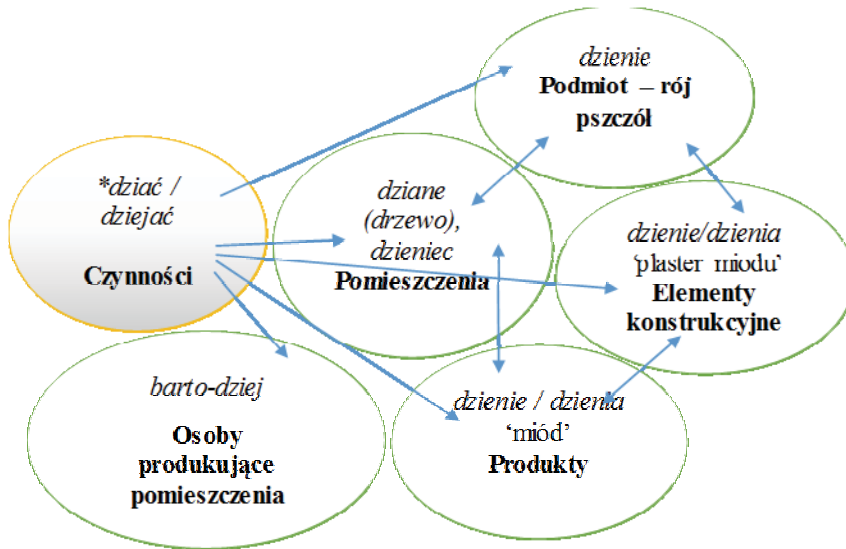 dzienie
Podmiot – rój
pszczół
*dziać /
dziejać
Czynności
dziane
(drzewo),
dzieniec
Pomieszczenia
dzienie/dzienia
‘plaster miodu’
Elementy
konstrukcyjne
barto-dziej
Osoby
produkujące
pomieszczenia
dzienie / dzienia
‘miód’
Produkty